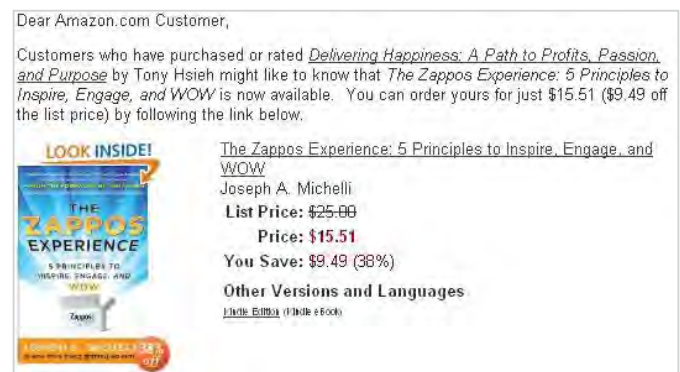 Dear Amazon.com Customer,
Customers who have purchased or rated Delivering Happiness: A Path to Profits, Passion,
and Purpose by Tony Hsieh might like to know that The Zappos Experience: 5 Principles to
Inspire, Engage, and WOW is now available. You can order yours for just $15.51 ($9.49 off
the list price) by following the link below.
LOOK INSIDE!
THE
ZAPPOS
EXPERIENCE
5 PRINCIPLES TO
INSPIRE, ENGAGE, AND
WOW
Zappos
38%
off
The Zappos Experience: 5 Principles to Inspire, Engage, and
WOW
Joseph A. Michelli
List Price: $25.00
Price: $15.51
You Save: $9.49 (38%)
Other Versions and Languages
Kindle Edition (Kindle eBook)